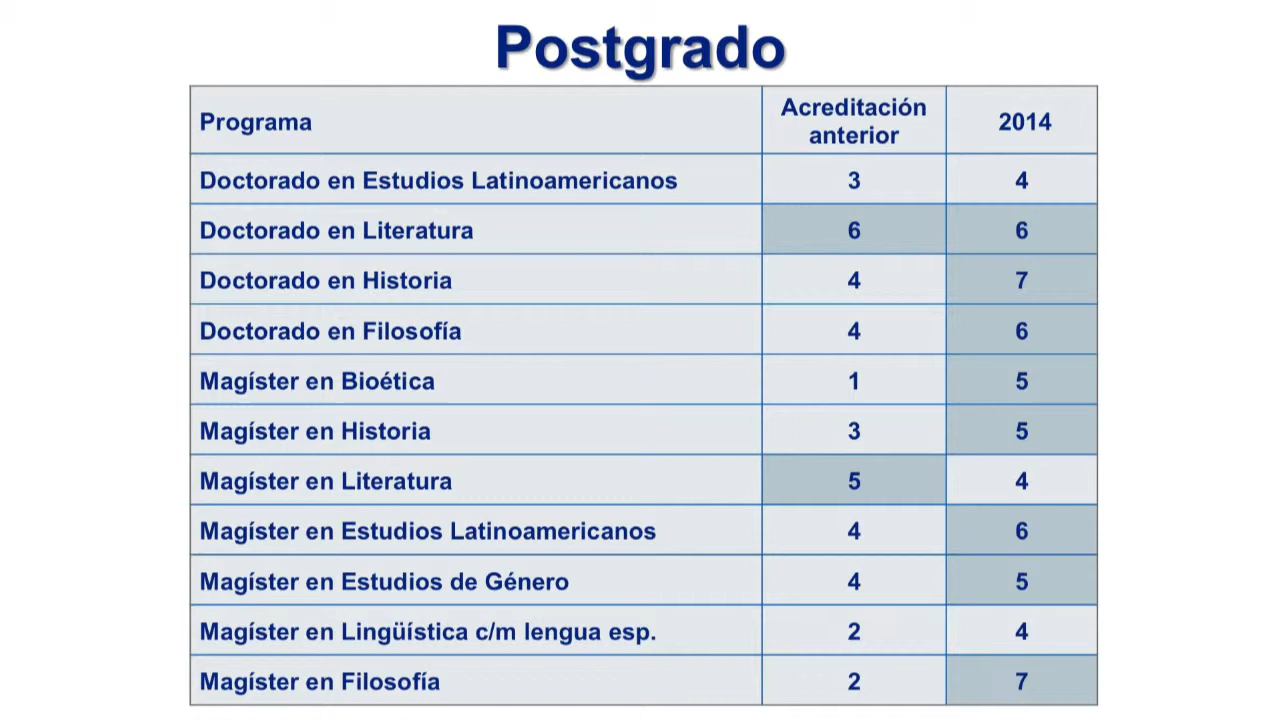 Postgrado
Programa Acreditación anterior 2014
Doctorado en Estudios Latinoamericanos 3 4
Doctorado en Literatura 6 6
Doctorado en Historia 4 7
Doctorado en Filosofía 4 6
Magíster en Bioética 1 5
Magíster en Historia 3 5
Magíster en Literatura 5 4
Magíster en Estudios Latinoamericanos 4 6
Magíster en Estudios de Género 4 5
Magíster en Lingüística c/m lengua esp. 2 4
Magíster en Filosofía 2 7